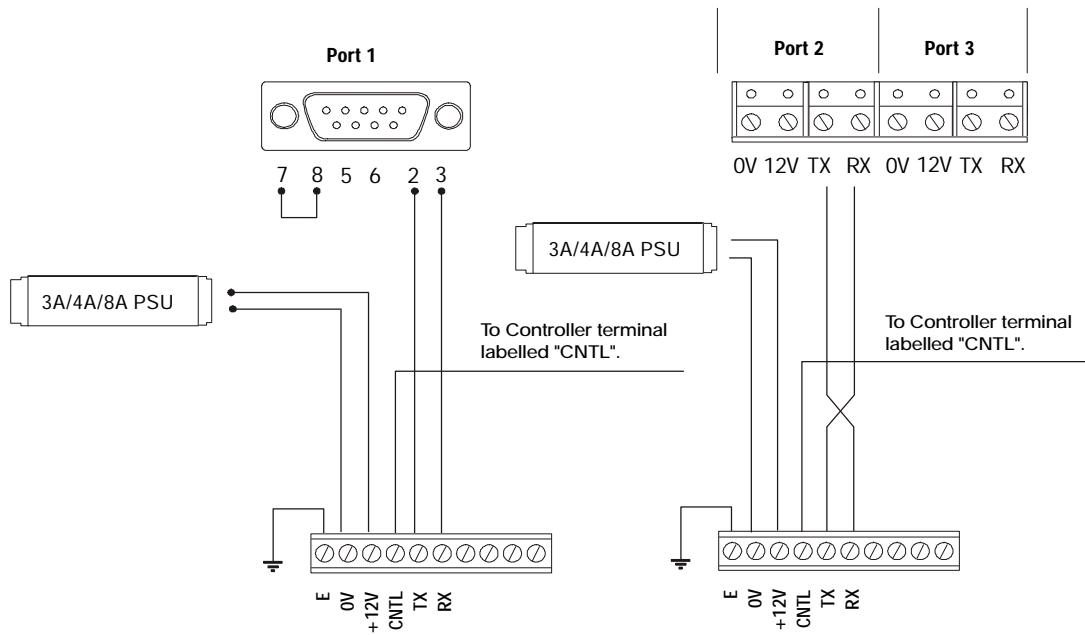 Port 1
7 8 5 6 2 3
3A/4A/8A PSU
To Controller terminal
labelled "CNTL".
E 0V +12V CNTL TX RX
Port 2 Port 3
0V 12V TX RX 0V 12V TX RX
3A/4A/8A PSU
To Controller terminal
labelled "CNTL".
E 0V +12V CNTL TX RX